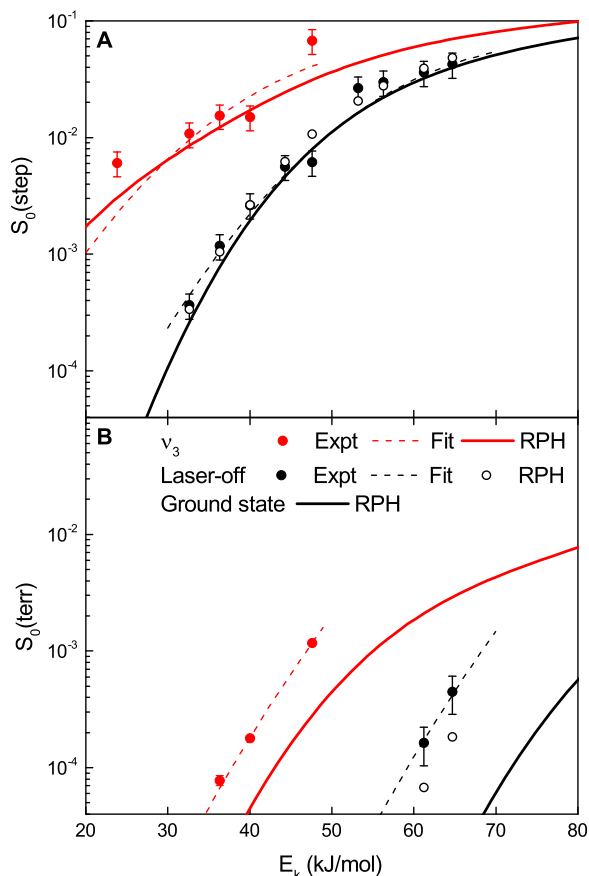 10⁻¹
A
10⁻²
S₀(step)
10⁻³
10⁻⁴
B
ν₃ Expt Fit RPH
Laser-off Expt Fit RPH
Ground state RPH
10⁻²
S₀(terr)
10⁻³
10⁻⁴
20 30 40 50 60 70 80
Eₖ (kJ/mol)